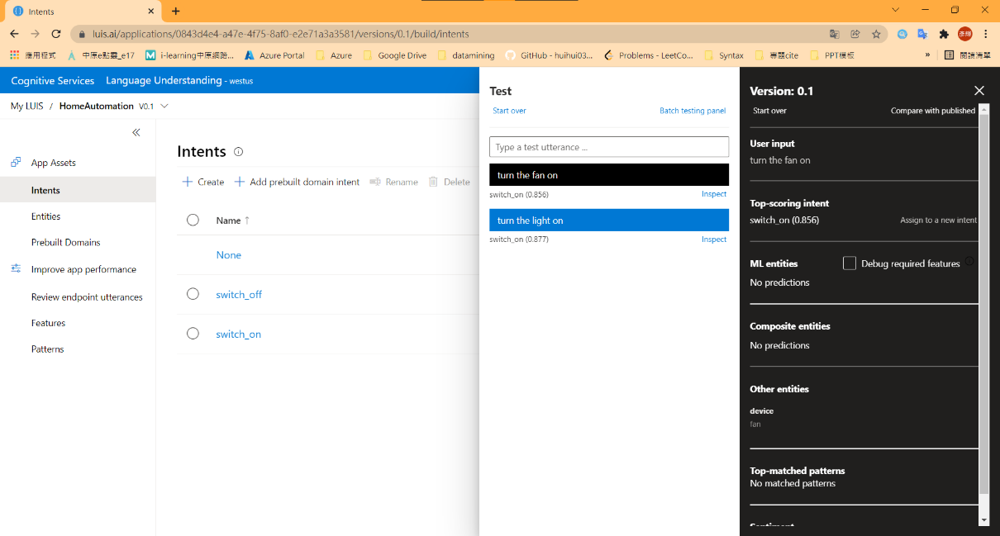 Intents
luis.ai/applications/0843d4e4-a47e-4f75-8af0-e2e71a3a3581/versions/0.1/build/intents
應用程式 中原e點靈_e17 i-learning中原網路... Azure Portal Azure Google Drive datamining GitHub - huihui03... Problems - LeetCo... Syntax 專題cite PPT模板 » 閱讀清單
Cognitive Services Language Understanding - westus
My LUIS / HomeAutomation V0.1
App Assets
Intents
Entities
Prebuilt Domains
Improve app performance
Review endpoint utterances
Features
Patterns
Intents
Create Add prebuilt domain intent Rename Delete
Name ↑
None
switch_off
switch_on
Test
Start over Batch testing panel
Type a test utterance ...
turn the fan on
switch_on (0.856) Inspect
turn the light on
switch_on (0.877) Inspect
Version: 0.1
Start over Compare with published
User input
turn the fan on
Top-scoring intent
switch_on (0.856) Assign to a new intent
ML entities Debug required features
No predictions
Composite entities
No predictions
Other entities
device
fan
Top-matched patterns
No matched patterns
Sentiment